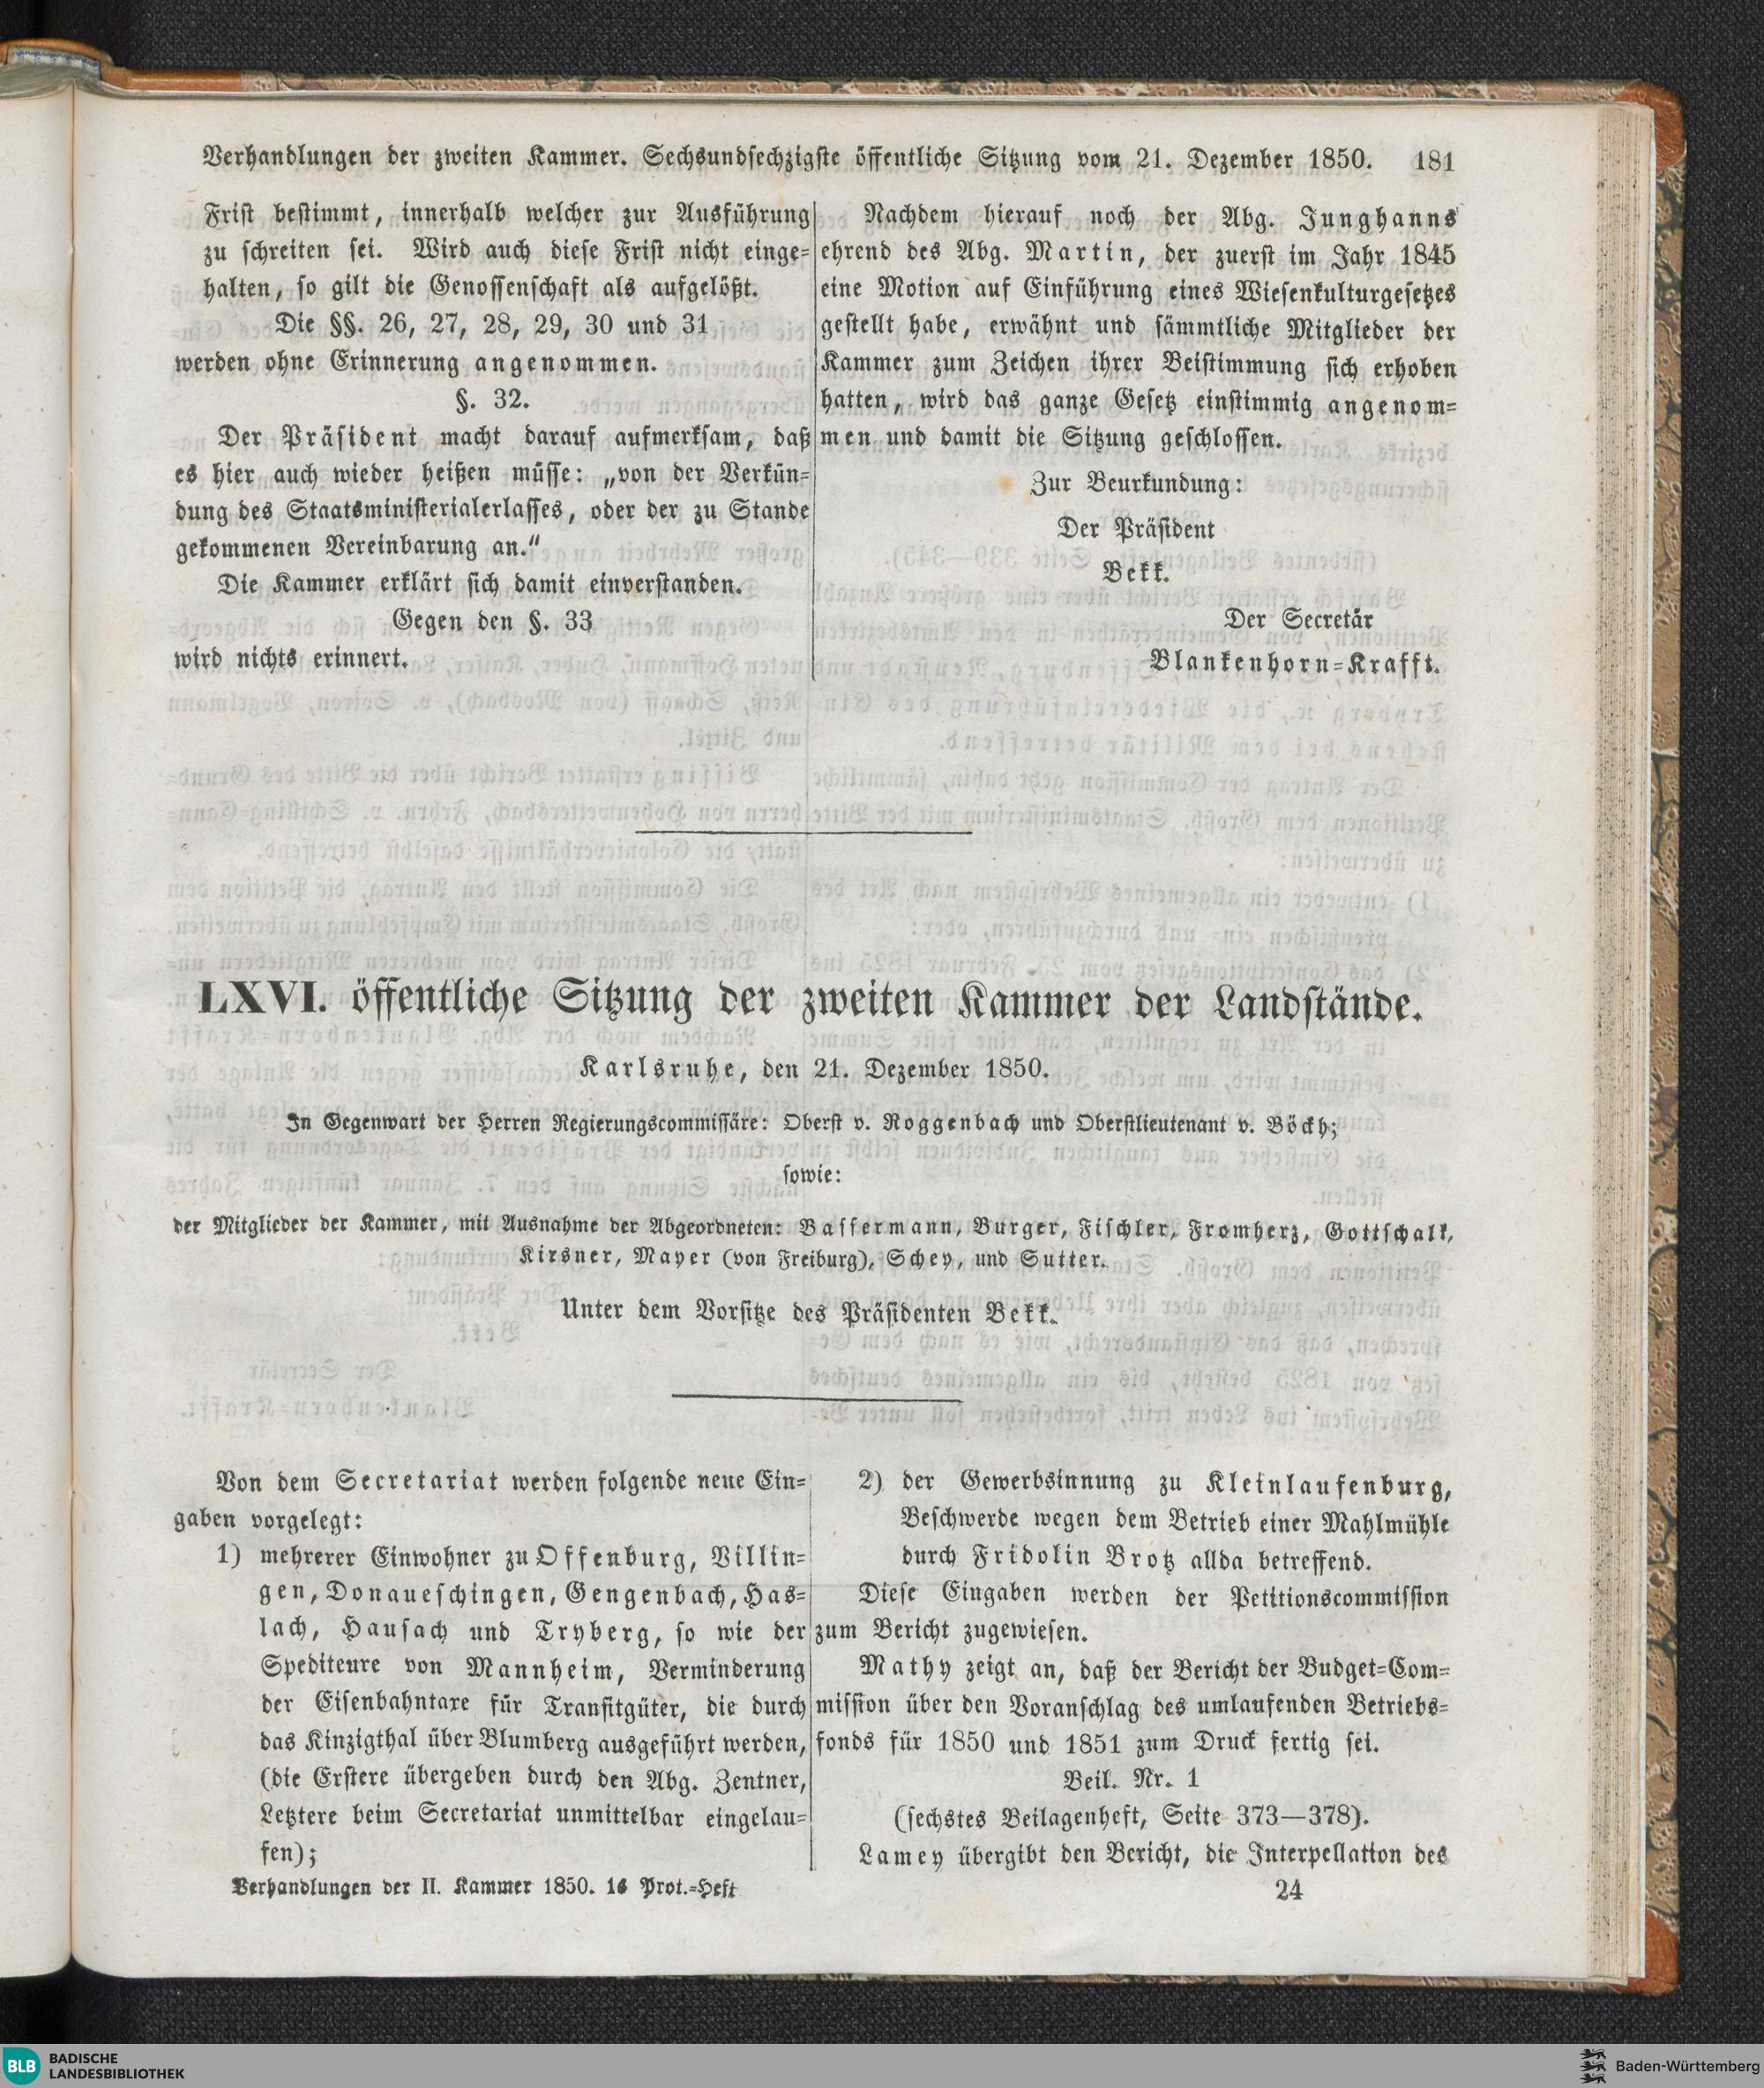 Verhandlungen der zweiten Kammer. Sechsundsechzigste öffentliche Sitzung vom 21. Dezember 1850. 181
Frist bestimmt, innerhalb welcher zur Ausführung
zu schreiten sei. Wird auch diese Frist nicht einge-
halten, so gilt die Genossenschaft als aufgelößt.
Die §§. 26, 27, 28, 29, 30 und 31
werden ohne Erinnerung angenommen.
§. 32.
Der Präsident macht darauf aufmerksam, daß
es hier auch wieder heißen müsse: „von der Verkün-
dung des Staatsministerialerlasses, oder der zu Stande
gekommenen Vereinbarung an."
Die Kammer erklärt sich damit einverstanden.
Gegen den §. 33
wird nichts erinnert.
Nachdem hierauf noch der Abg. Junghanns
ehrend des Abg. Martin, der zuerst im Jahr 1845
eine Motion auf Einführung eines Wiesenkulturgesetzes
gestellt habe, erwähnt und sämmtliche Mitglieder der
Kammer zum Zeichen ihrer Beistimmung sich erhoben
hatten, wird das ganze Gesetz einstimmig angenom-
men und damit die Sitzung geschlossen.
Zur Beurkundung:
Der Präsident
Bekk.
Der Secretär
Blankenhorn-Krafft.
LXVI. öffentliche Sitzung der zweiten Kammer der Landstände.
Karlsruhe, den 21. Dezember 1850.
In Gegenwart der Herren Regierungscommissäre: Oberst v. Roggenbach und Oberstlieutenant v. Böckh;
sowie:
der Mitglieder der Kammer, mit Ausnahme der Abgeordneten: Bassermann, Burger, Fischler, Fromherz, Gottschalk,
Kirsner, Mayer (von Freiburg), Schey, und Sutter.
Unter dem Vorsitze des Präsidenten Bekk.
Von dem Secretariat werden folgende neue Ein-
gaben vorgelegt:
1) mehrerer Einwohner zu Offenburg, Villin-
gen, Donaueschingen, Gengenbach, Has-
lach, Hausach und Tryberg, so wie der
Spediteure von Mannheim, Verminderung
der Eisenbahntaxe für Transitgüter, die durch
das Kinzigthal über Blumberg ausgeführt werden,
(die Erstere übergeben durch den Abg. Zentner,
Letztere beim Secretariat unmittelbar eingelau-
fen);
2) der Gewerbsinnung zu Kleinlaufenburg,
Beschwerde wegen dem Betrieb einer Mahlmühle
durch Fridolin Brotz allda betreffend.
Diese Eingaben werden der Petitionscommission
zum Bericht zugewiesen.
Mathy zeigt an, daß der Bericht der Budget-Com-
mission über den Voranschlag des umlaufenden Betriebs-
fonds für 1850 und 1851 zum Druck fertig sei.
Beil. Nr. 1
(sechstes Beilagenheft, Seite 373—378).
Lamey übergibt den Bericht, die Interpellation des
Verhandlungen der II. Kammer 1850. Prot.-Heft
24
BLB BADISCHE
LANDESBIBLIOTHEK
Baden-Württemberg